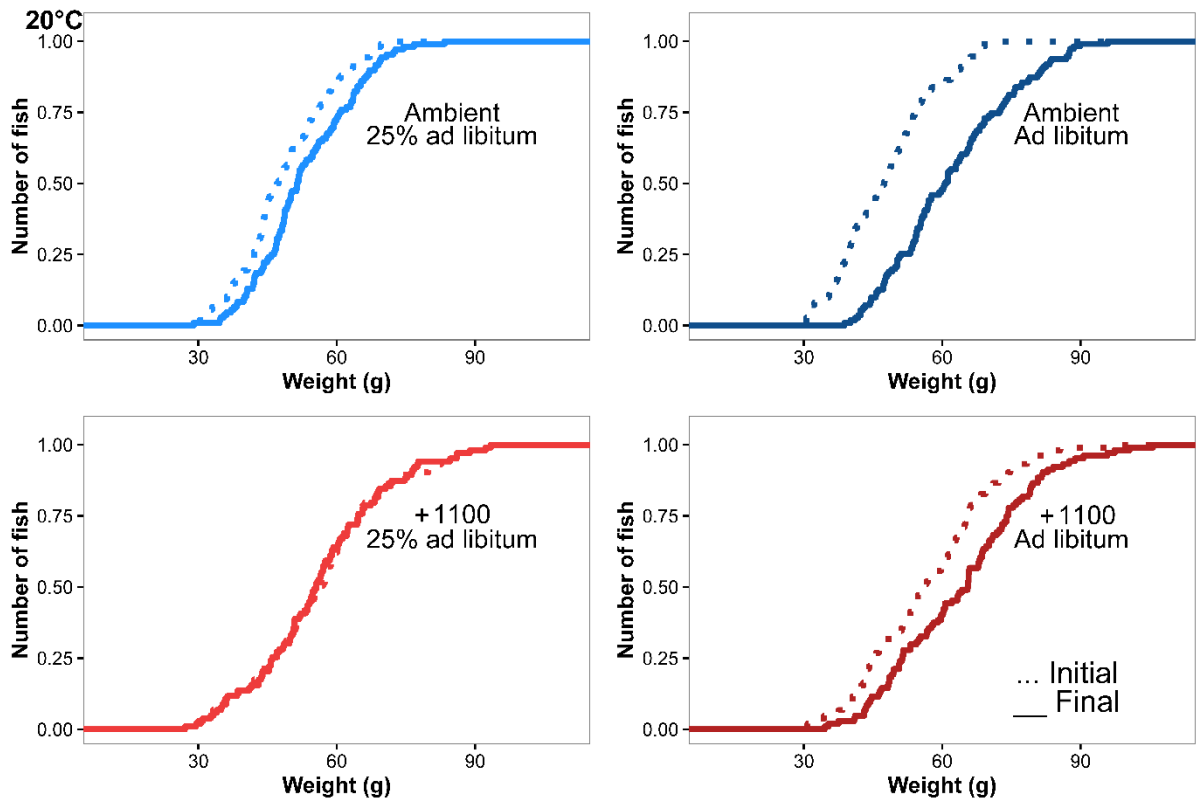 20°C
Number of fish
1.00
0.75
0.50
0.25
0.00
Ambient
25% ad libitum
30 60 90
Weight (g)
Number of fish
1.00
0.75
0.50
0.25
0.00
Ambient
Ad libitum
30 60 90
Weight (g)
Number of fish
1.00
0.75
0.50
0.25
0.00
+1100
25% ad libitum
30 60 90
Weight (g)
Number of fish
1.00
0.75
0.50
0.25
0.00
+1100
Ad libitum
... Initial
__ Final
30 60 90
Weight (g)